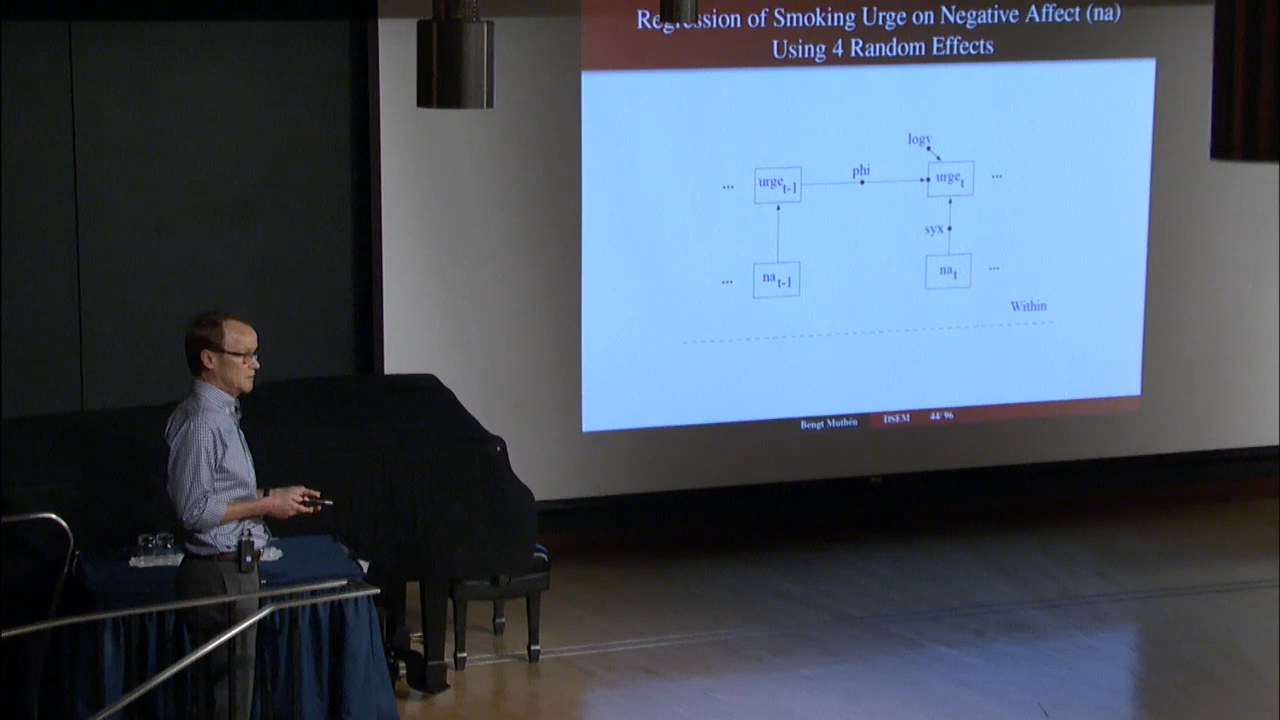 Regression of Smoking Urge on Negative Affect (na)
Using 4 Random Effects
logv
... urge t-1 phi urge t ...
syx
... na t-1 na t ...
Within
Bengt Muthén DSEM 44/ 96